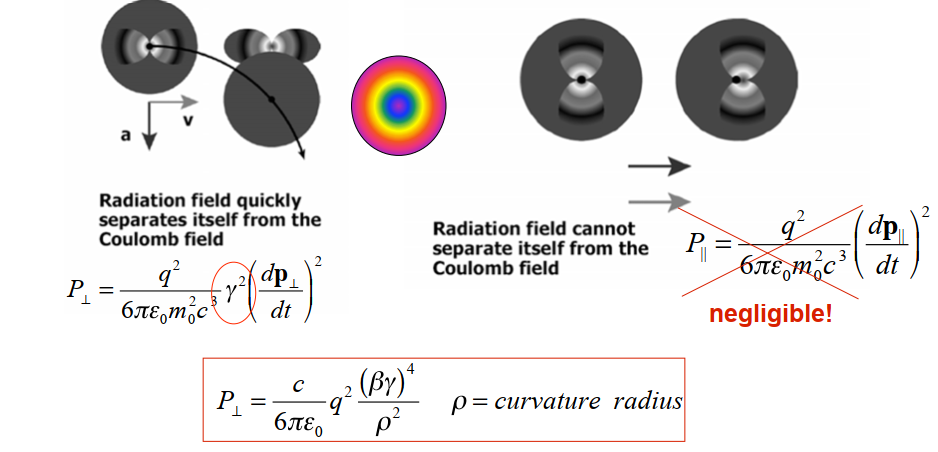 a
v
Radiation field quickly
separates itself from the
Coulomb field
P⊥ = q² / 6πε₀m₀²c³ γ² (dp⊥ / dt)²
Radiation field cannot
separate itself from the
Coulomb field
P∥ = q² / 6πε₀m₀²c³ (dp∥ / dt)²
negligible!
P⊥ = c / 6πε₀ q² (βγ)⁴ / ρ² ρ = curvature radius